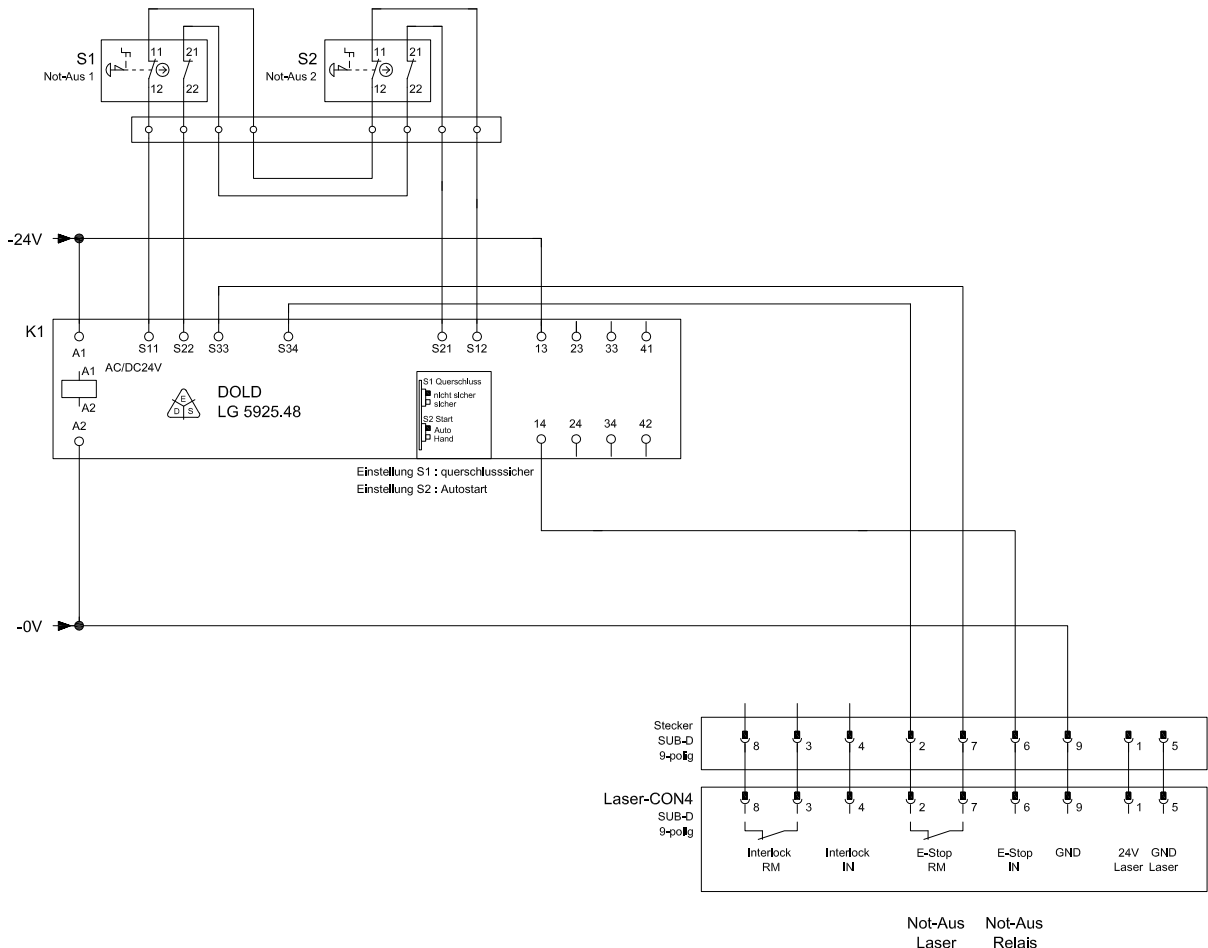 S1
Not-Aus 1
11
21
12
22
S2
Not-Aus 2
11
21
12
22
-24V
K1
A1
S11
S22
S33
S34
S21
S12
13
23
33
41
A1
A2
A2
AC/DC24V
E
D
S
DOLD
LG 5925.48
S1 Querschluss
nicht sicher
sicher
S2 Start
Auto
Hand
14
24
34
42
Einstellung S1 : querschlusssicher
Einstellung S2 : Autostart
-0V
Stecker
SUB-D
9-polig
8
3
4
2
7
6
9
1
5
Laser-CON4
SUB-D
9-polig
8
3
4
2
7
6
9
1
5
Interlock
RM
Interlock
IN
E-Stop
RM
E-Stop
IN
GND
24V
Laser
GND
Laser
Not-Aus
Laser
Not-Aus
Relais